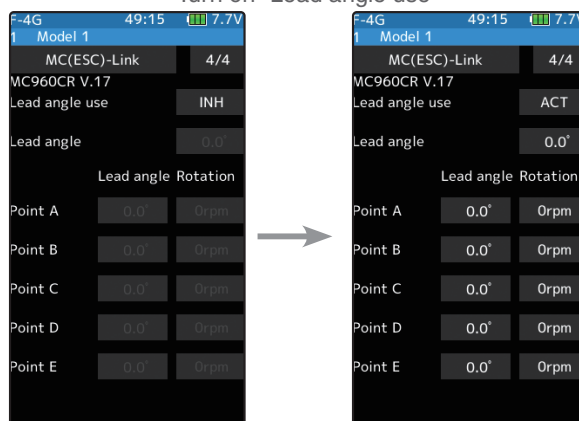 Turn on "Lead angle use"
F-4G 49:15 7.7V
1 Model 1
MC(ESC)-Link 4/4
MC960CR V.17
Lead angle use INH
Lead angle 0.0°
Lead angle Rotation
Point A 0.0° 0rpm
Point B 0.0° 0rpm
Point C 0.0° 0rpm
Point D 0.0° 0rpm
Point E 0.0° 0rpm
F-4G 49:15 7.7V
1 Model 1
MC(ESC)-Link 4/4
MC960CR V.17
Lead angle use ACT
Lead angle 0.0°
Lead angle Rotation
Point A 0.0° 0rpm
Point B 0.0° 0rpm
Point C 0.0° 0rpm
Point D 0.0° 0rpm
Point E 0.0° 0rpm